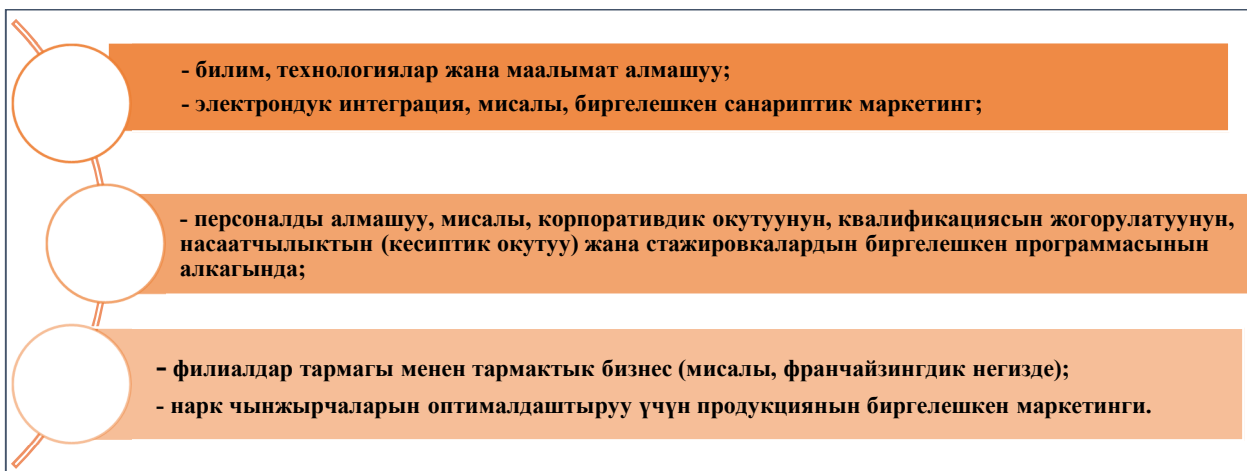 - билим, технологиялар жана маалымат алмашуу;
- электрондук интеграция, мисалы, биргелешкен санариптик маркетинг;
- персоналды алмашуу, мисалы, корпоративдик окутуунун, квалификациясын жогорулатуунун,
насаатчылыктын (кесиптик окутуу) жана стажировкалардын биргелешкен программасынын
алкагында;
- филиалдар тармагы менен тармактык бизнес (мисалы, франчайзингдик негизде);
- нарк чынжырчаларын оптималдаштыруу үчүн продукциянын биргелешкен маркетинги.